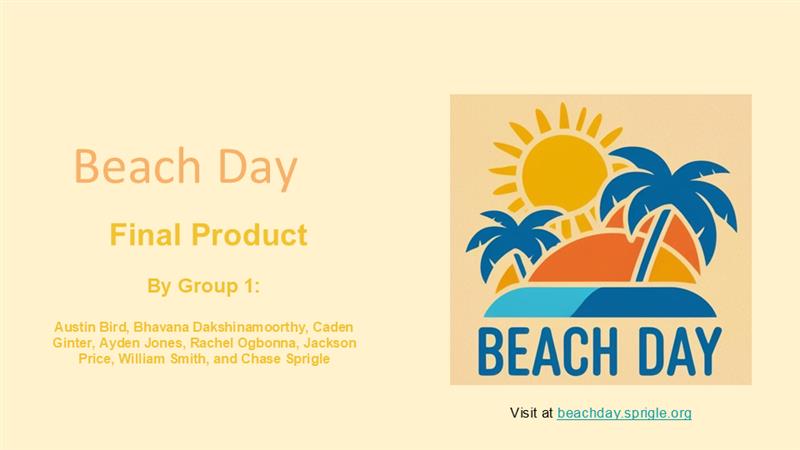 Beach Day
Final Product
By Group 1:
Austin Bird, Bhavana Dakshinamoorthy, Caden
Ginter, Ayden Jones, Rachel Ogbonna, Jackson
Price, William Smith, and Chase Sprigle
BEACH DAY
Visit at beachday.sprigle.org